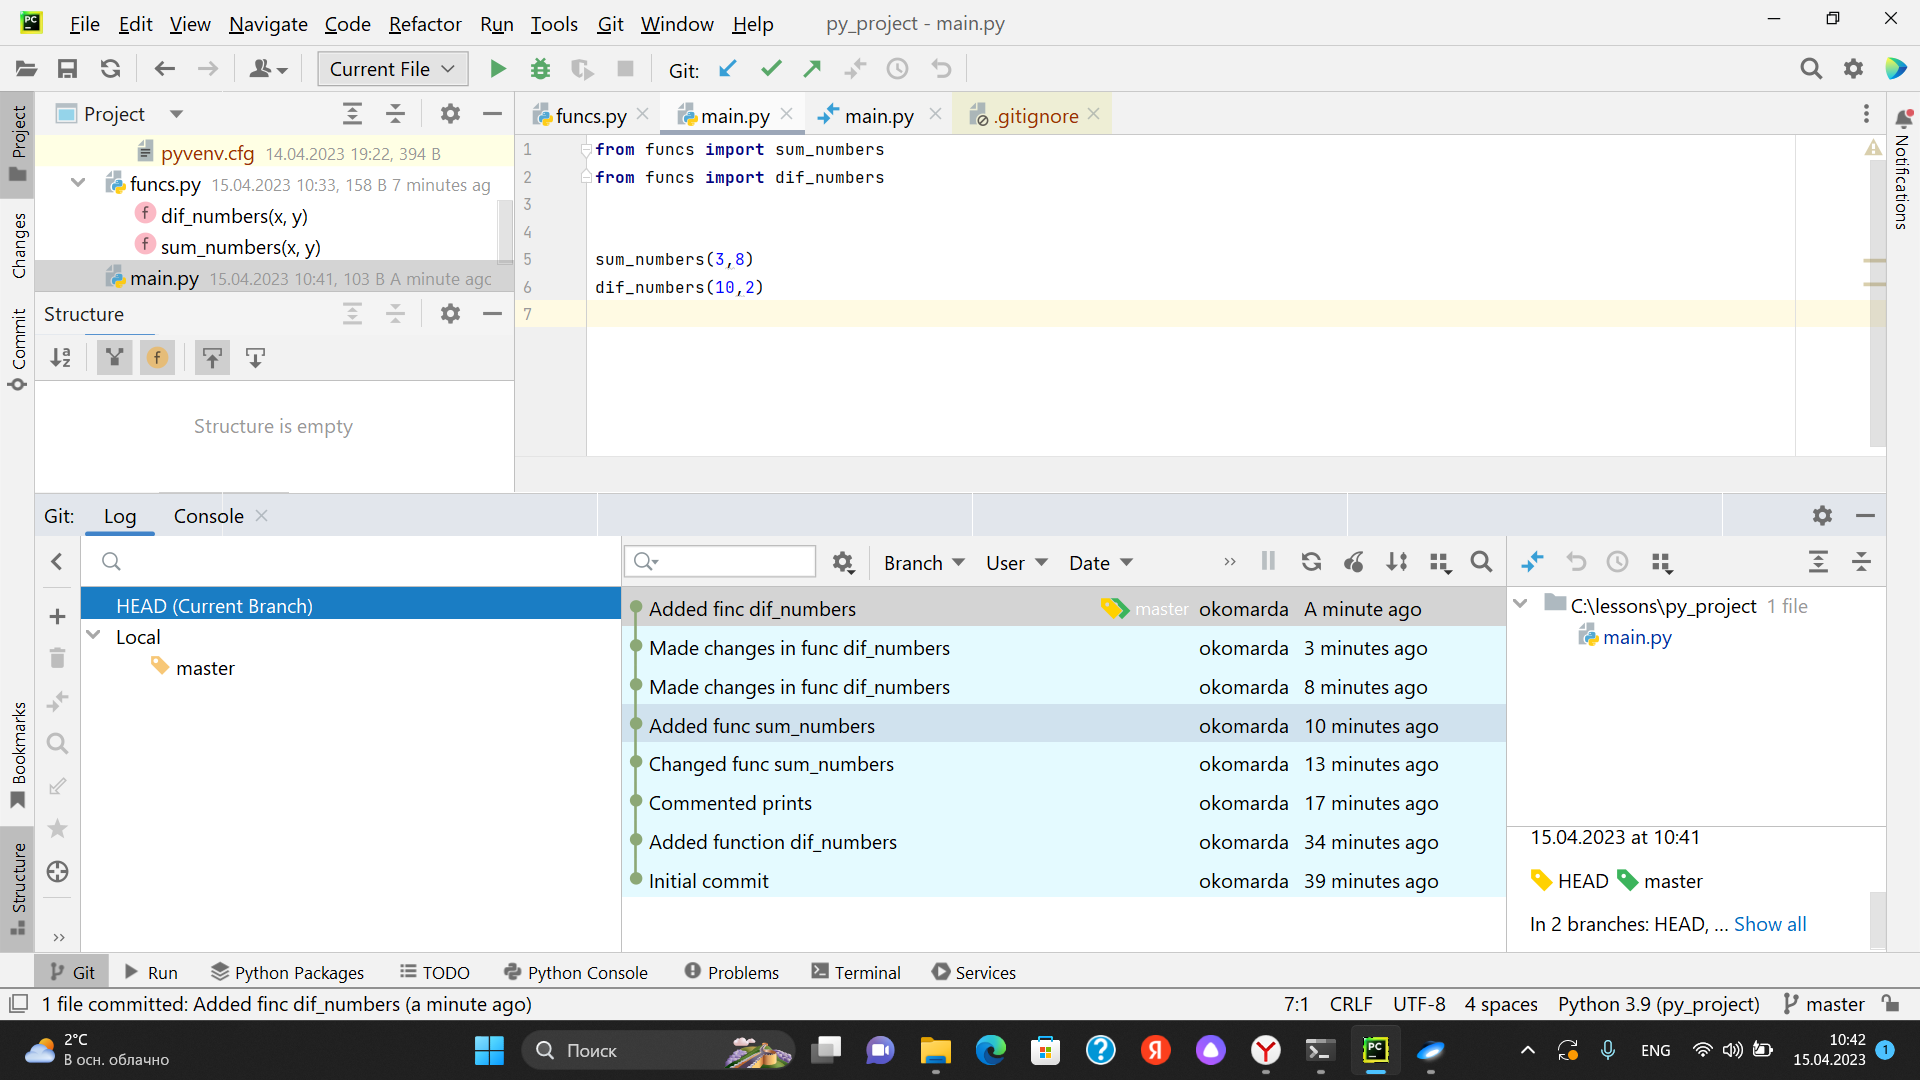 PC File Edit View Navigate Code Refactor Run Tools Git Window Help py_project - main.py
Current File Git:
Project
funcs.py main.py main.py .gitignore
pyvenv.cfg 14.04.2023 19:22, 394 B
funcs.py 15.04.2023 10:33, 158 B 7 minutes ag
f dif_numbers(x, y)
f sum_numbers(x, y)
main.py 15.04.2023 10:41, 103 B A minute agc
1 from funcs import sum_numbers
2 from funcs import dif_numbers
3
4
5 sum_numbers(3,8)
6 dif_numbers(10,2)
7
Structure
Structure is empty
Project
Changes
Commit
Bookmarks
Structure
Notifications
Git: Log Console
Branch User Date
HEAD (Current Branch)
Local
master
Added finc dif_numbers master okomarda A minute ago
Made changes in func dif_numbers okomarda 3 minutes ago
Made changes in func dif_numbers okomarda 8 minutes ago
Added func sum_numbers okomarda 10 minutes ago
Changed func sum_numbers okomarda 13 minutes ago
Commented prints okomarda 17 minutes ago
Added function dif_numbers okomarda 34 minutes ago
Initial commit okomarda 39 minutes ago
C:\lessons\py_project 1 file
main.py
15.04.2023 at 10:41
HEAD master
In 2 branches: HEAD, ... Show all
Git Run Python Packages TODO Python Console Problems Terminal Services
1 file committed: Added finc dif_numbers (a minute ago) 7:1 CRLF UTF-8 4 spaces Python 3.9 (py_project) master
2°C
В осн. облачно
Поиск
ENG
10:42
15.04.2023
1